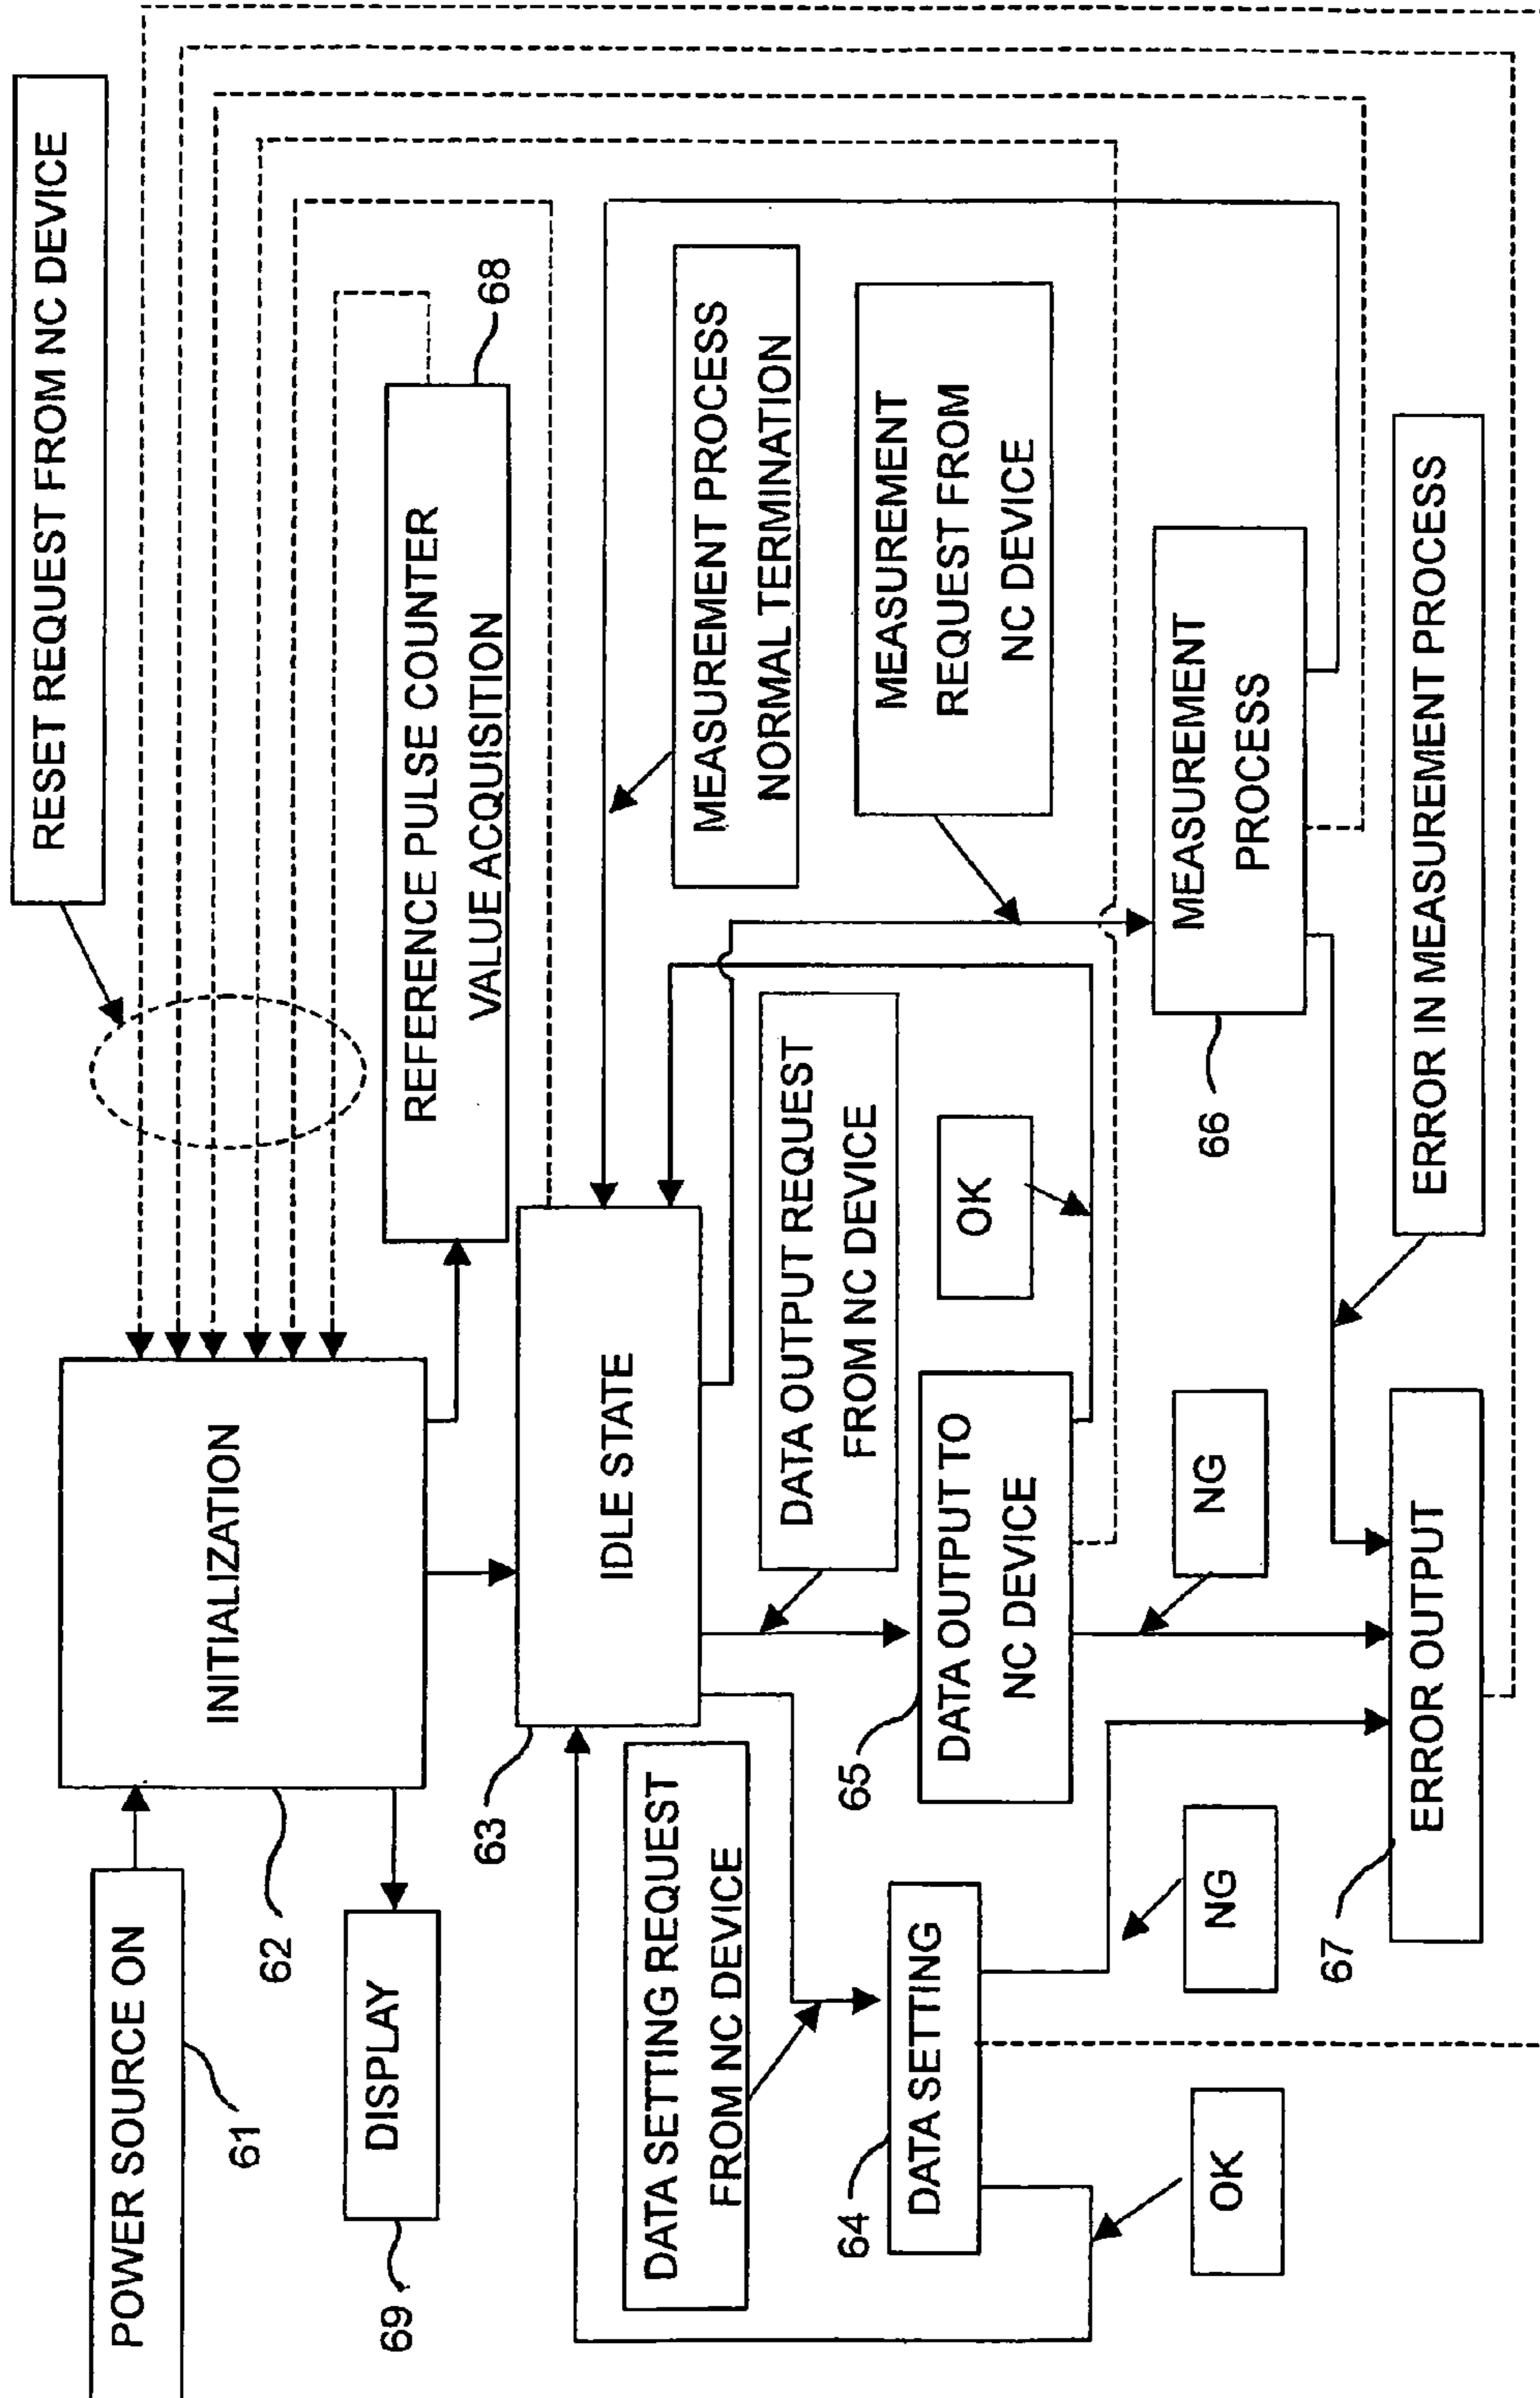 RESET REQUEST FROM NC DEVICE
POWER SOURCE ON
61
INITIALIZATION
62
DISPLAY
69
REFERENCE PULSE COUNTER
VALUE ACQUISITION
68
IDLE STATE
63
DATA SETTING REQUEST
FROM NC DEVICE
DATA OUTPUT REQUEST
FROM NC DEVICE
MEASUREMENT PROCESS
NORMAL TERMINATION
MEASUREMENT
REQUEST FROM
NC DEVICE
DATA SETTING
64
DATA OUTPUT TO
NC DEVICE
65
OK
MEASUREMENT
PROCESS
66
OK
NG
NG
ERROR OUTPUT
67
ERROR IN MEASUREMENT PROCESS